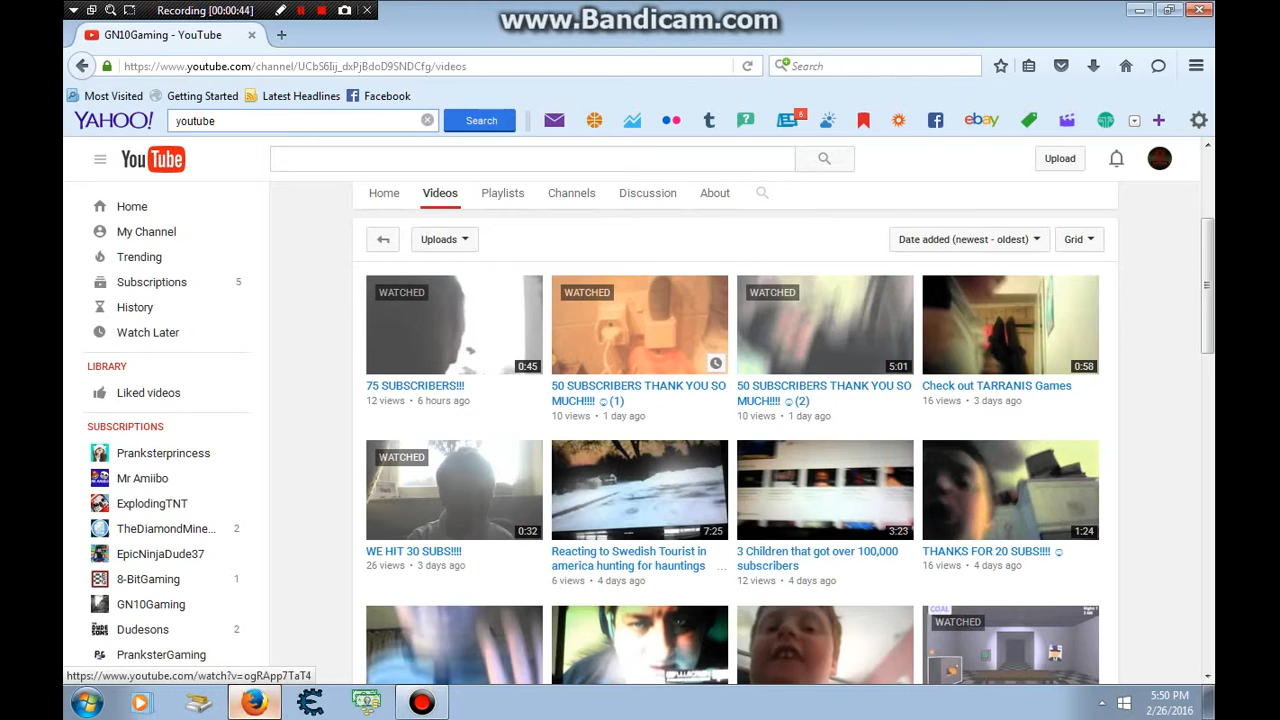 Recording [00:00:44]
www.Bandicam.com
GN10Gaming - YouTube
https://www.youtube.com/channel/UCbS6Iij_dxPjBdoD9SNDCfg/videos
Search
Most Visited
Getting Started
Latest Headlines
Facebook
YAHOO!
youtube
Search
6
ebay
YouTube
Upload
Home
Videos
Playlists
Channels
Discussion
About
Home
My Channel
Trending
Subscriptions 5
History
Watch Later
LIBRARY
Liked videos
SUBSCRIPTIONS
Pranksterprincess
Mr Amiibo
ExplodingTNT
TheDiamondMine... 2
EpicNinjaDude37
8-BitGaming 1
GN10Gaming
Dudesons 2
PranksterGaming
Uploads
Date added (newest - oldest)
Grid
WATCHED
0:45
75 SUBSCRIBERS!!!
12 views • 6 hours ago
WATCHED
50 SUBSCRIBERS THANK YOU SO
MUCH!!!! ☺(1)
10 views • 1 day ago
WATCHED
5:01
50 SUBSCRIBERS THANK YOU SO
MUCH!!!! ☺(2)
10 views • 1 day ago
0:58
Check out TARRANIS Games
16 views • 3 days ago
WATCHED
0:32
WE HIT 30 SUBS!!!!
26 views • 3 days ago
7:25
Reacting to Swedish Tourist in
america hunting for hauntings ...
6 views • 4 days ago
3:23
3 Children that got over 100,000
subscribers
12 views • 4 days ago
1:24
THANKS FOR 20 SUBS!!!! ☺
16 views • 4 days ago
COAL
WATCHED
https://www.youtube.com/watch?v=ogRApp7TaT4
5:50 PM
2/26/2016